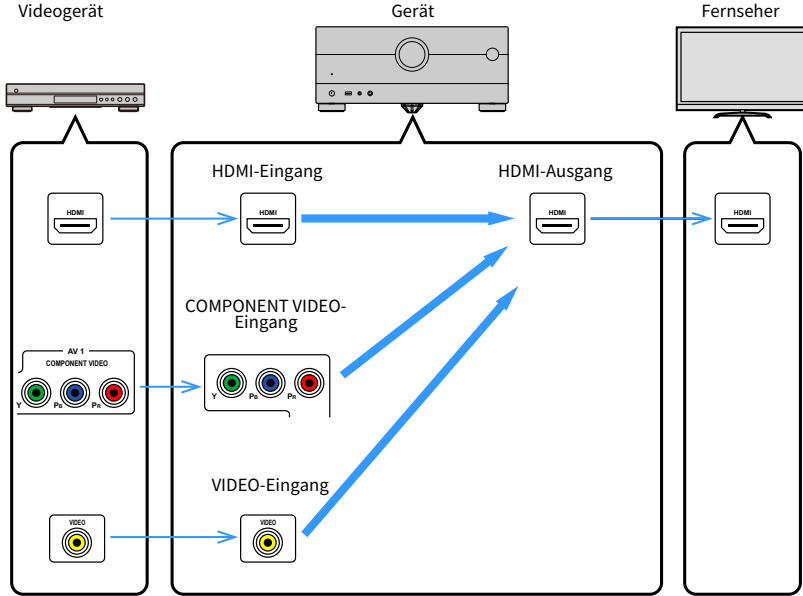 Videogerät
Gerät
Fernseher
HDMI-Eingang
HDMI-Ausgang
HDMI
HDMI
HDMI
HDMI
COMPONENT VIDEO-
Eingang
AV 1
COMPONENT VIDEO
Y PB PR
Y PB PR
VIDEO-Eingang
VIDEO
VIDEO